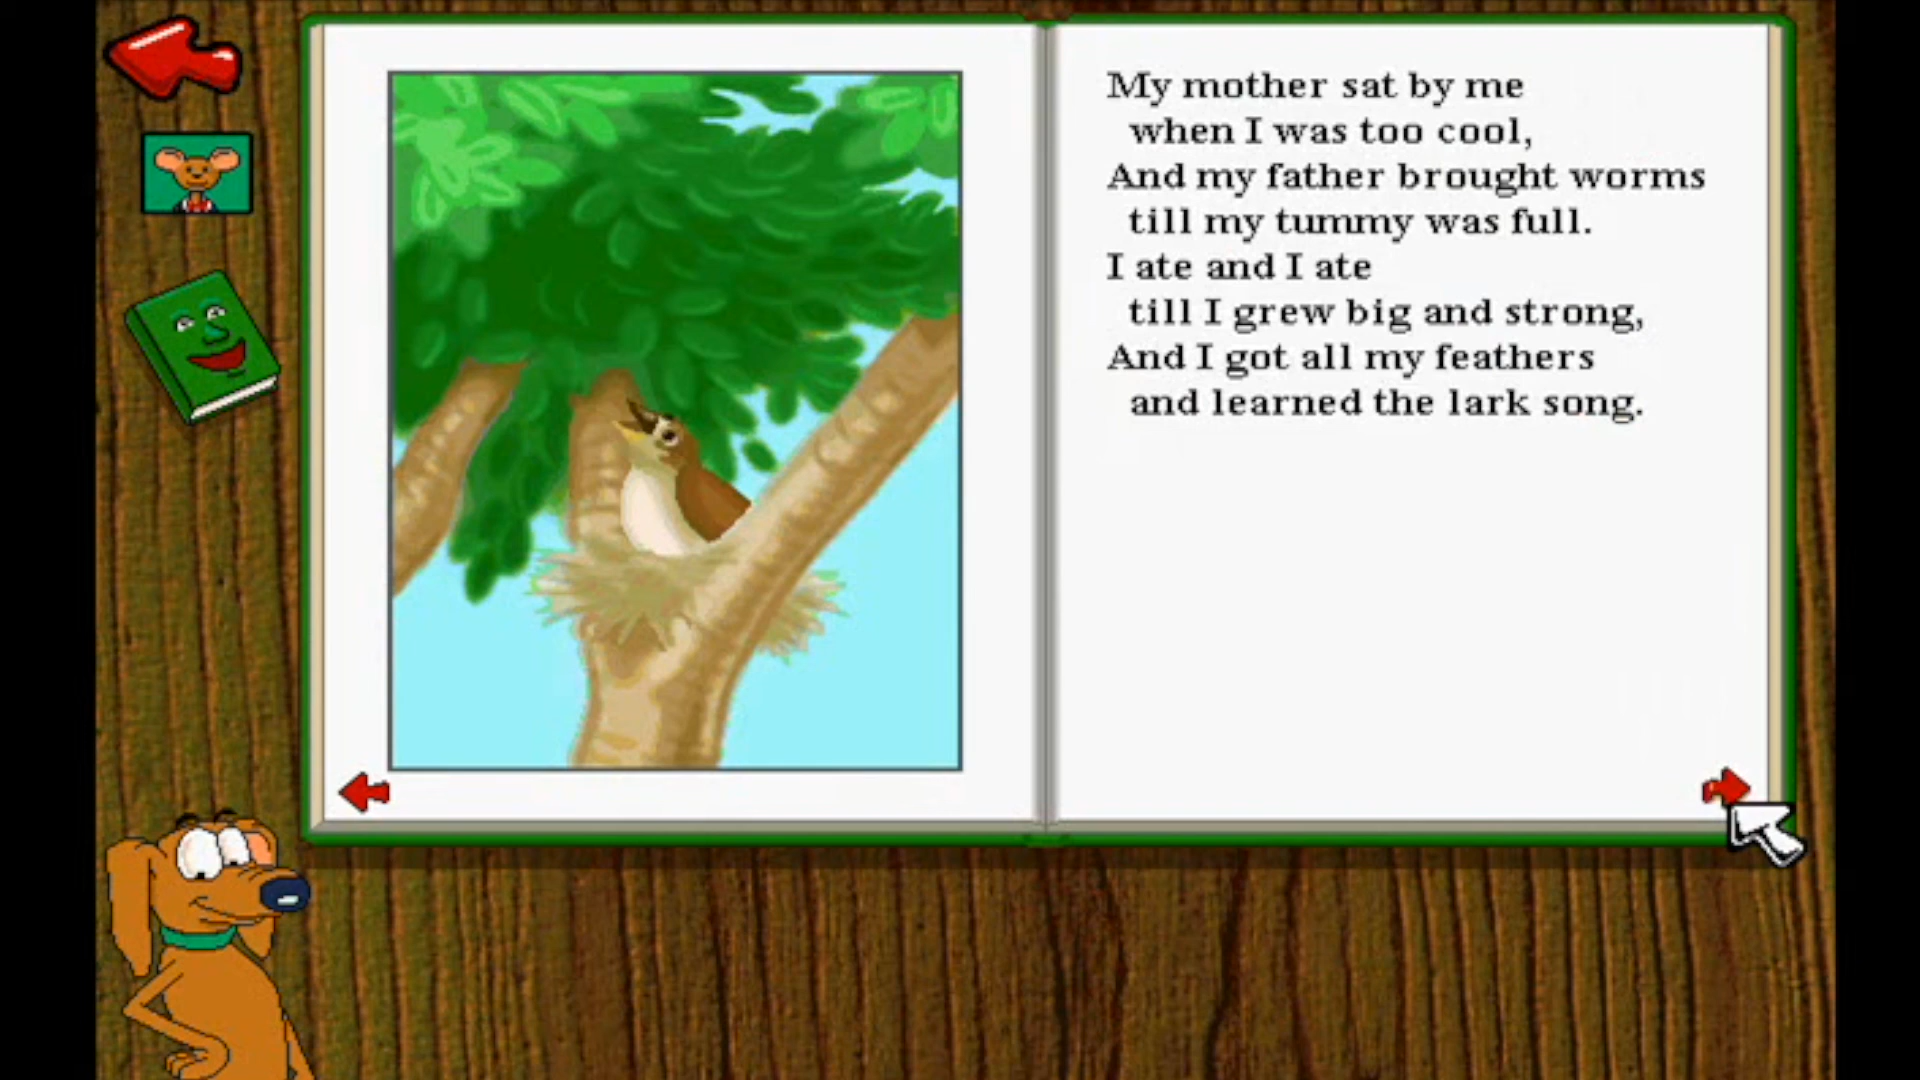 My mother sat by me
when I was too cool,
And my father brought worms
till my tummy was full.
I ate and I ate
till I grew big and strong,
And I got all my feathers
and learned the lark song.